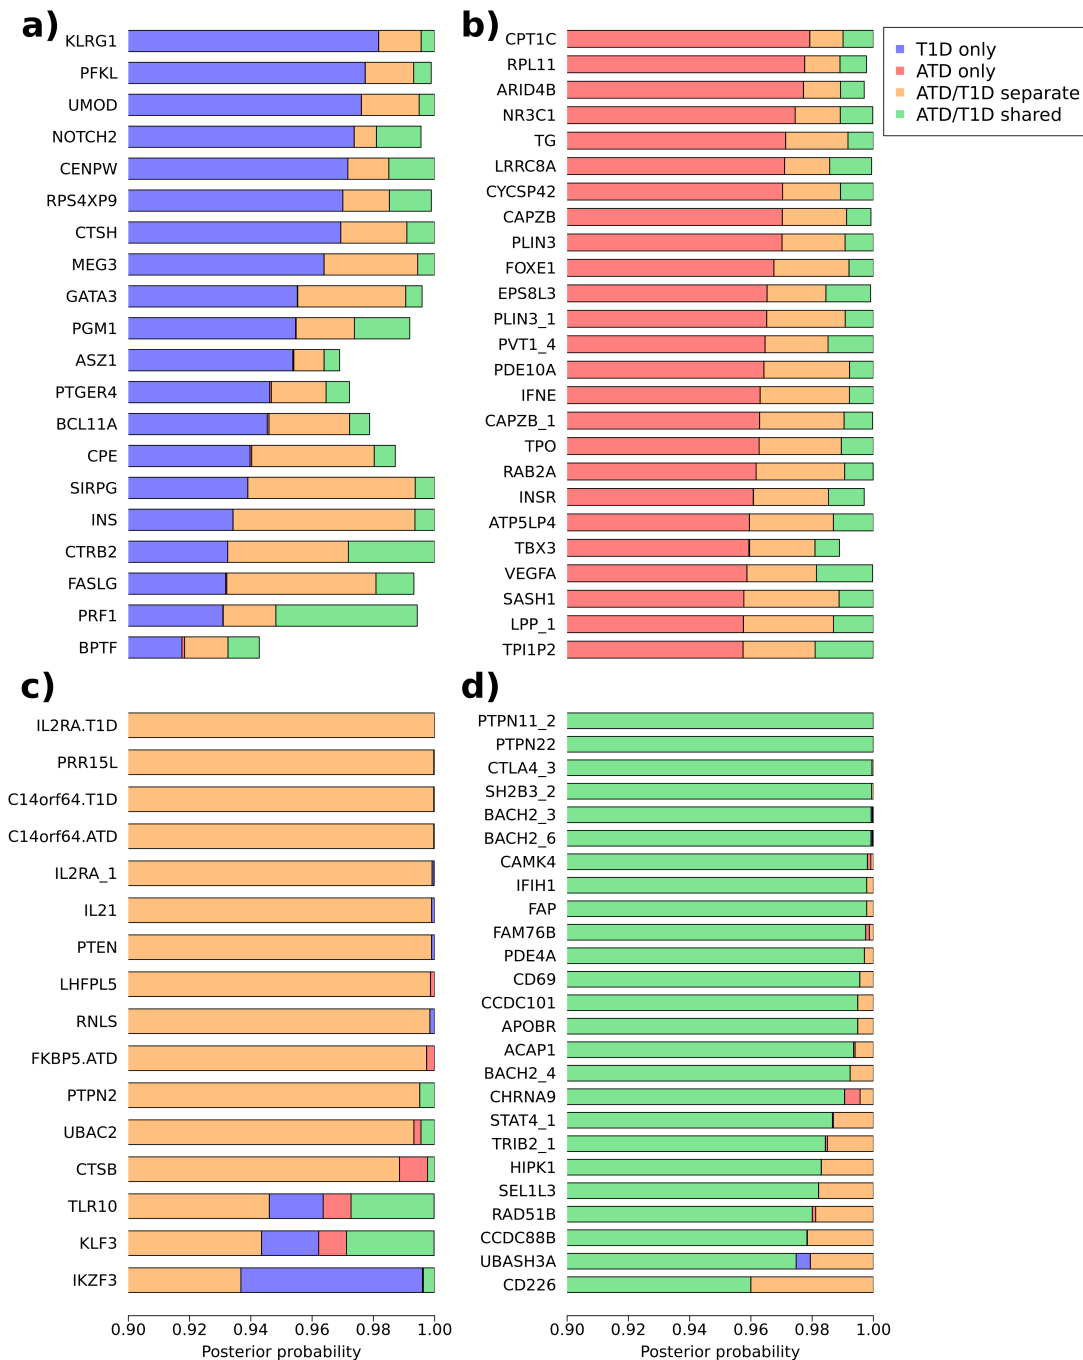 a)
KLRG1
PFKL
UMOD
NOTCH2
CENPW
RPS4XP9
CTSH
MEG3
GATA3
PGM1
ASZ1
PTGER4
BCL11A
CPE
SIRPG
INS
CTRB2
FASLG
PRF1
BPTF
b)
CPT1C
RPL11
ARID4B
NR3C1
TG
LRRC8A
CYCSP42
CAPZB
PLIN3
FOXE1
EPS8L3
PLIN3_1
PVT1_4
PDE10A
IFNE
CAPZB_1
TPO
RAB2A
INSR
ATP5LP4
TBX3
VEGFA
SASH1
LPP_1
TPI1P2
T1D only
ATD only
ATD/T1D separate
ATD/T1D shared
c)
IL2RA.T1D
PRR15L
C14orf64.T1D
C14orf64.ATD
IL2RA_1
IL21
PTEN
LHFPL5
RNLS
FKBP5.ATD
PTPN2
UBAC2
CTSB
TLR10
KLF3
IKZF3
0.90 0.92 0.94 0.96 0.98 1.00
Posterior probability
d)
PTPN11_2
PTPN22
CTLA4_3
SH2B3_2
BACH2_3
BACH2_6
CAMK4
IFIH1
FAP
FAM76B
PDE4A
CD69
CCDC101
APOBR
ACAP1
BACH2_4
CHRNA9
STAT4_1
TRIB2_1
HIPK1
SEL1L3
RAD51B
CCDC88B
UBASH3A
CD226
0.90 0.92 0.94 0.96 0.98 1.00
Posterior probability